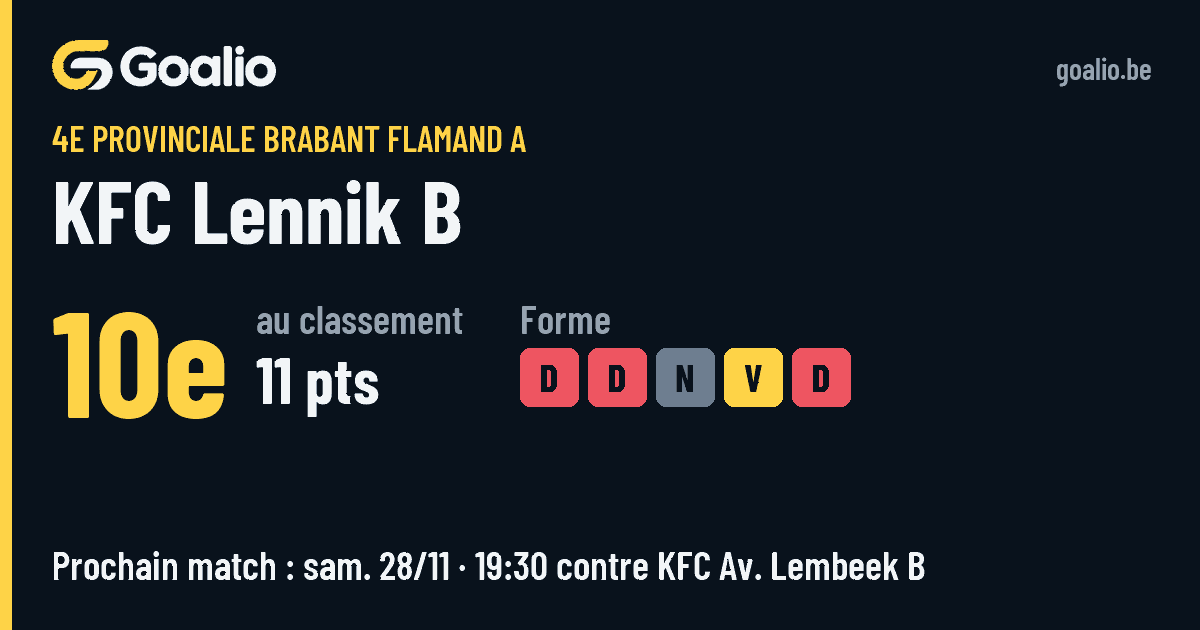 Goalio
goalio.be
4E PROVINCIALE BRABANT FLAMAND A
KFC Lennik B
10e
au classement
11 pts
Forme
D D N V D
Prochain match : sam. 28/11 · 19:30 contre KFC Av. Lembeek B